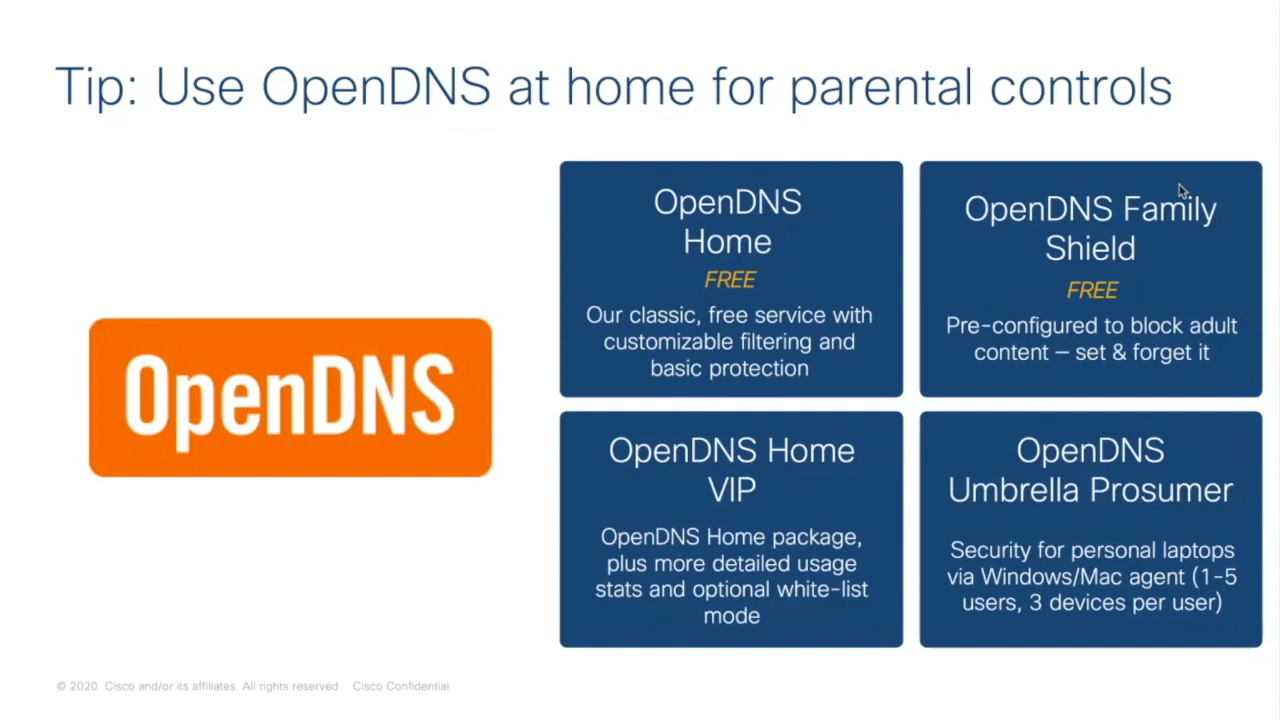 Tip: Use OpenDNS at home for parental controls
OpenDNS
OpenDNS
Home
FREE
Our classic, free service with
customizable filtering and
basic protection
OpenDNS Family
Shield
FREE
Pre-configured to block adult
content – set & forget it
OpenDNS Home
VIP
OpenDNS Home package,
plus more detailed usage
stats and optional white-list
mode
OpenDNS
Umbrella Prosumer
Security for personal laptops
via Windows/Mac agent (1-5
users, 3 devices per user)
© 2020 Cisco and/or its affiliates. All rights reserved. Cisco Confidential